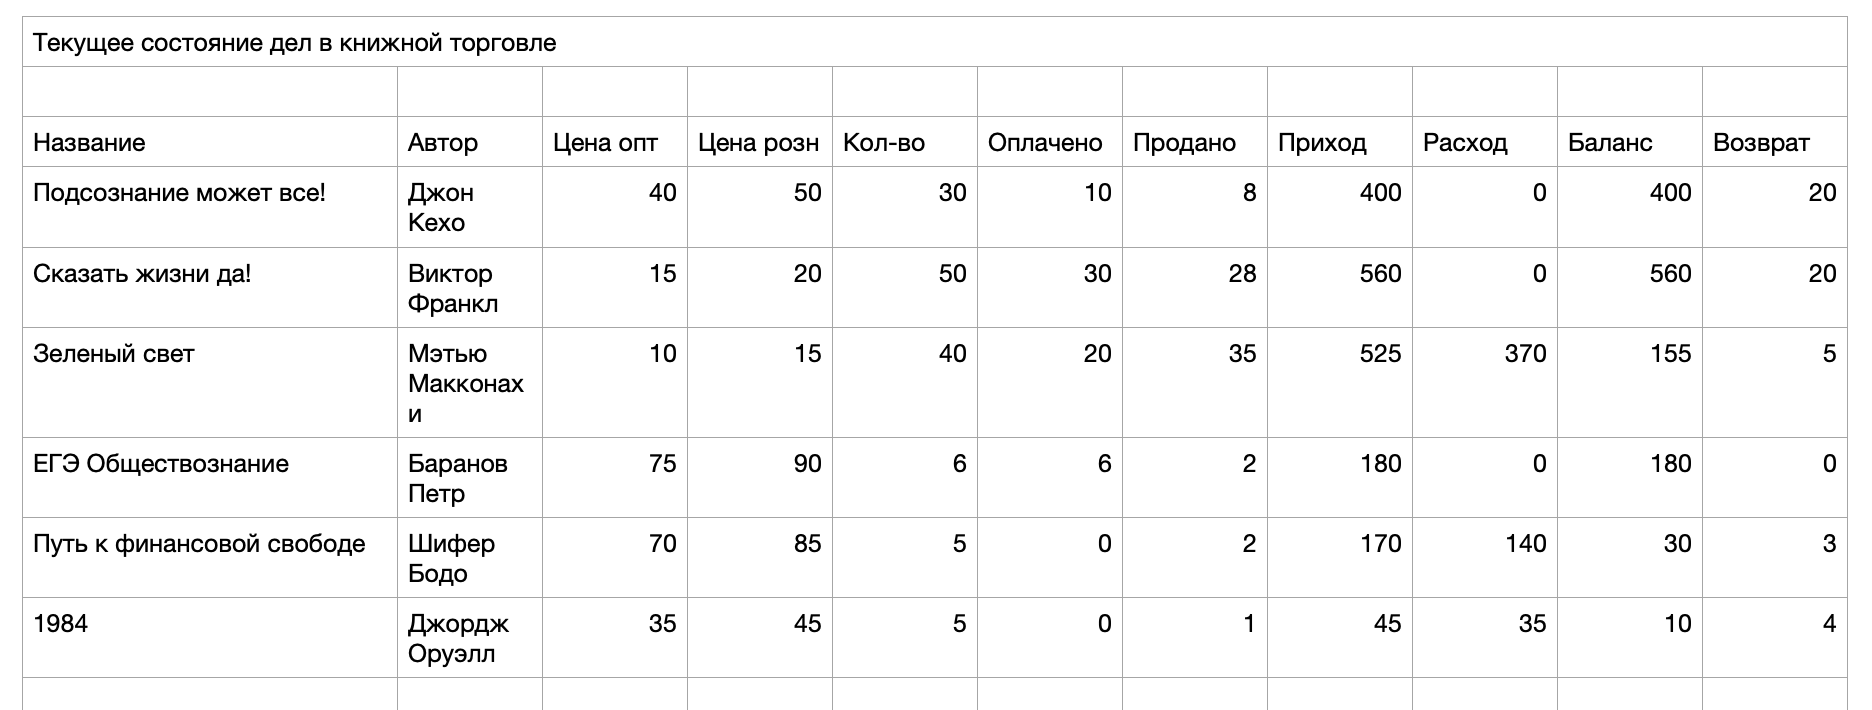 Текущее состояние дел в книжной торговле
Название Автор Цена опт Цена розн Кол-во Оплачено Продано Приход Расход Баланс Возврат
Подсознание может все! Джон 40 50 30 10 8 400 0 400 20
Кехо
Сказать жизни да! Виктор 15 20 50 30 28 560 0 560 20
Франкл
Зеленый свет Мэтью 10 15 40 20 35 525 370 155 5
Макконах
и
ЕГЭ Обществознание Баранов 75 90 6 6 2 180 0 180 0
Петр
Путь к финансовой свободе Шифер 70 85 5 0 2 170 140 30 3
Бодо
1984 Джордж 35 45 5 0 1 45 35 10 4
Оруэлл